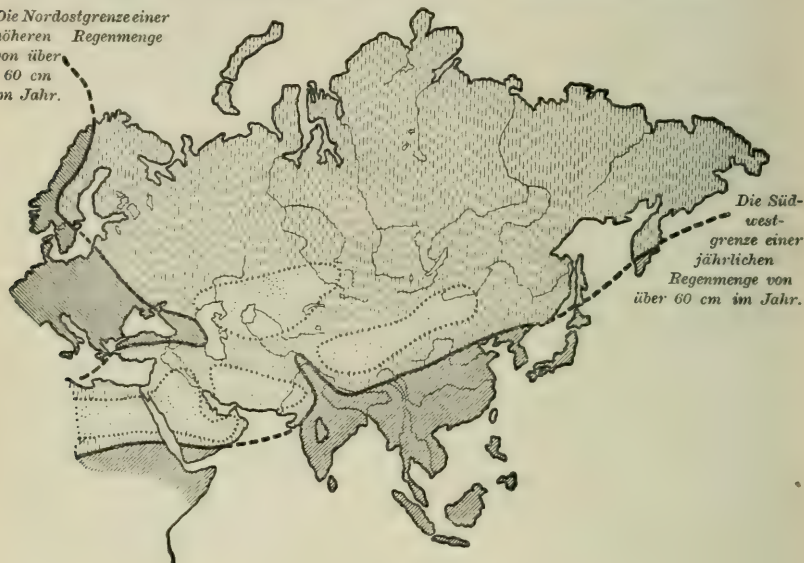 Die Nordostgrenze einer
höheren Regenmenge
von über
60 cm
im Jahr.
Die Süd-
west-
grenze einer
jährlichen
Regenmenge von
über 60 cm im Jahr.